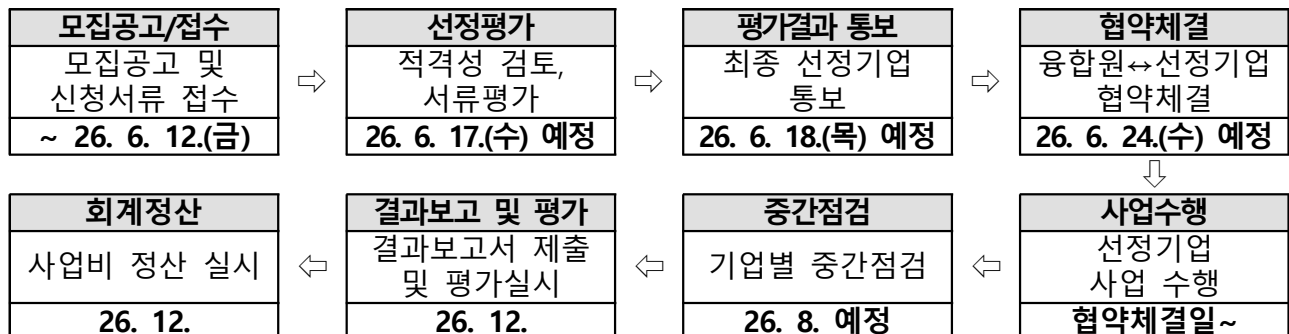 모집공고/접수
모집공고 및
신청서류 접수
~ 26. 6. 12.(금)
⇨
선정평가
적격성 검토,
서류평가
26. 6. 17.(수) 예정
⇨
평가결과 통보
최종 선정기업
통보
26. 6. 18.(목) 예정
⇨
협약체결
융합원↔선정기업
협약체결
26. 6. 24.(수) 예정
⇩
사업수행
선정기업
사업 수행
협약체결일~
⇦
중간점검
기업별 중간점검
26. 8. 예정
⇦
결과보고 및 평가
결과보고서 제출
및 평가실시
26. 12.
⇦
회계정산
사업비 정산 실시
26. 12.